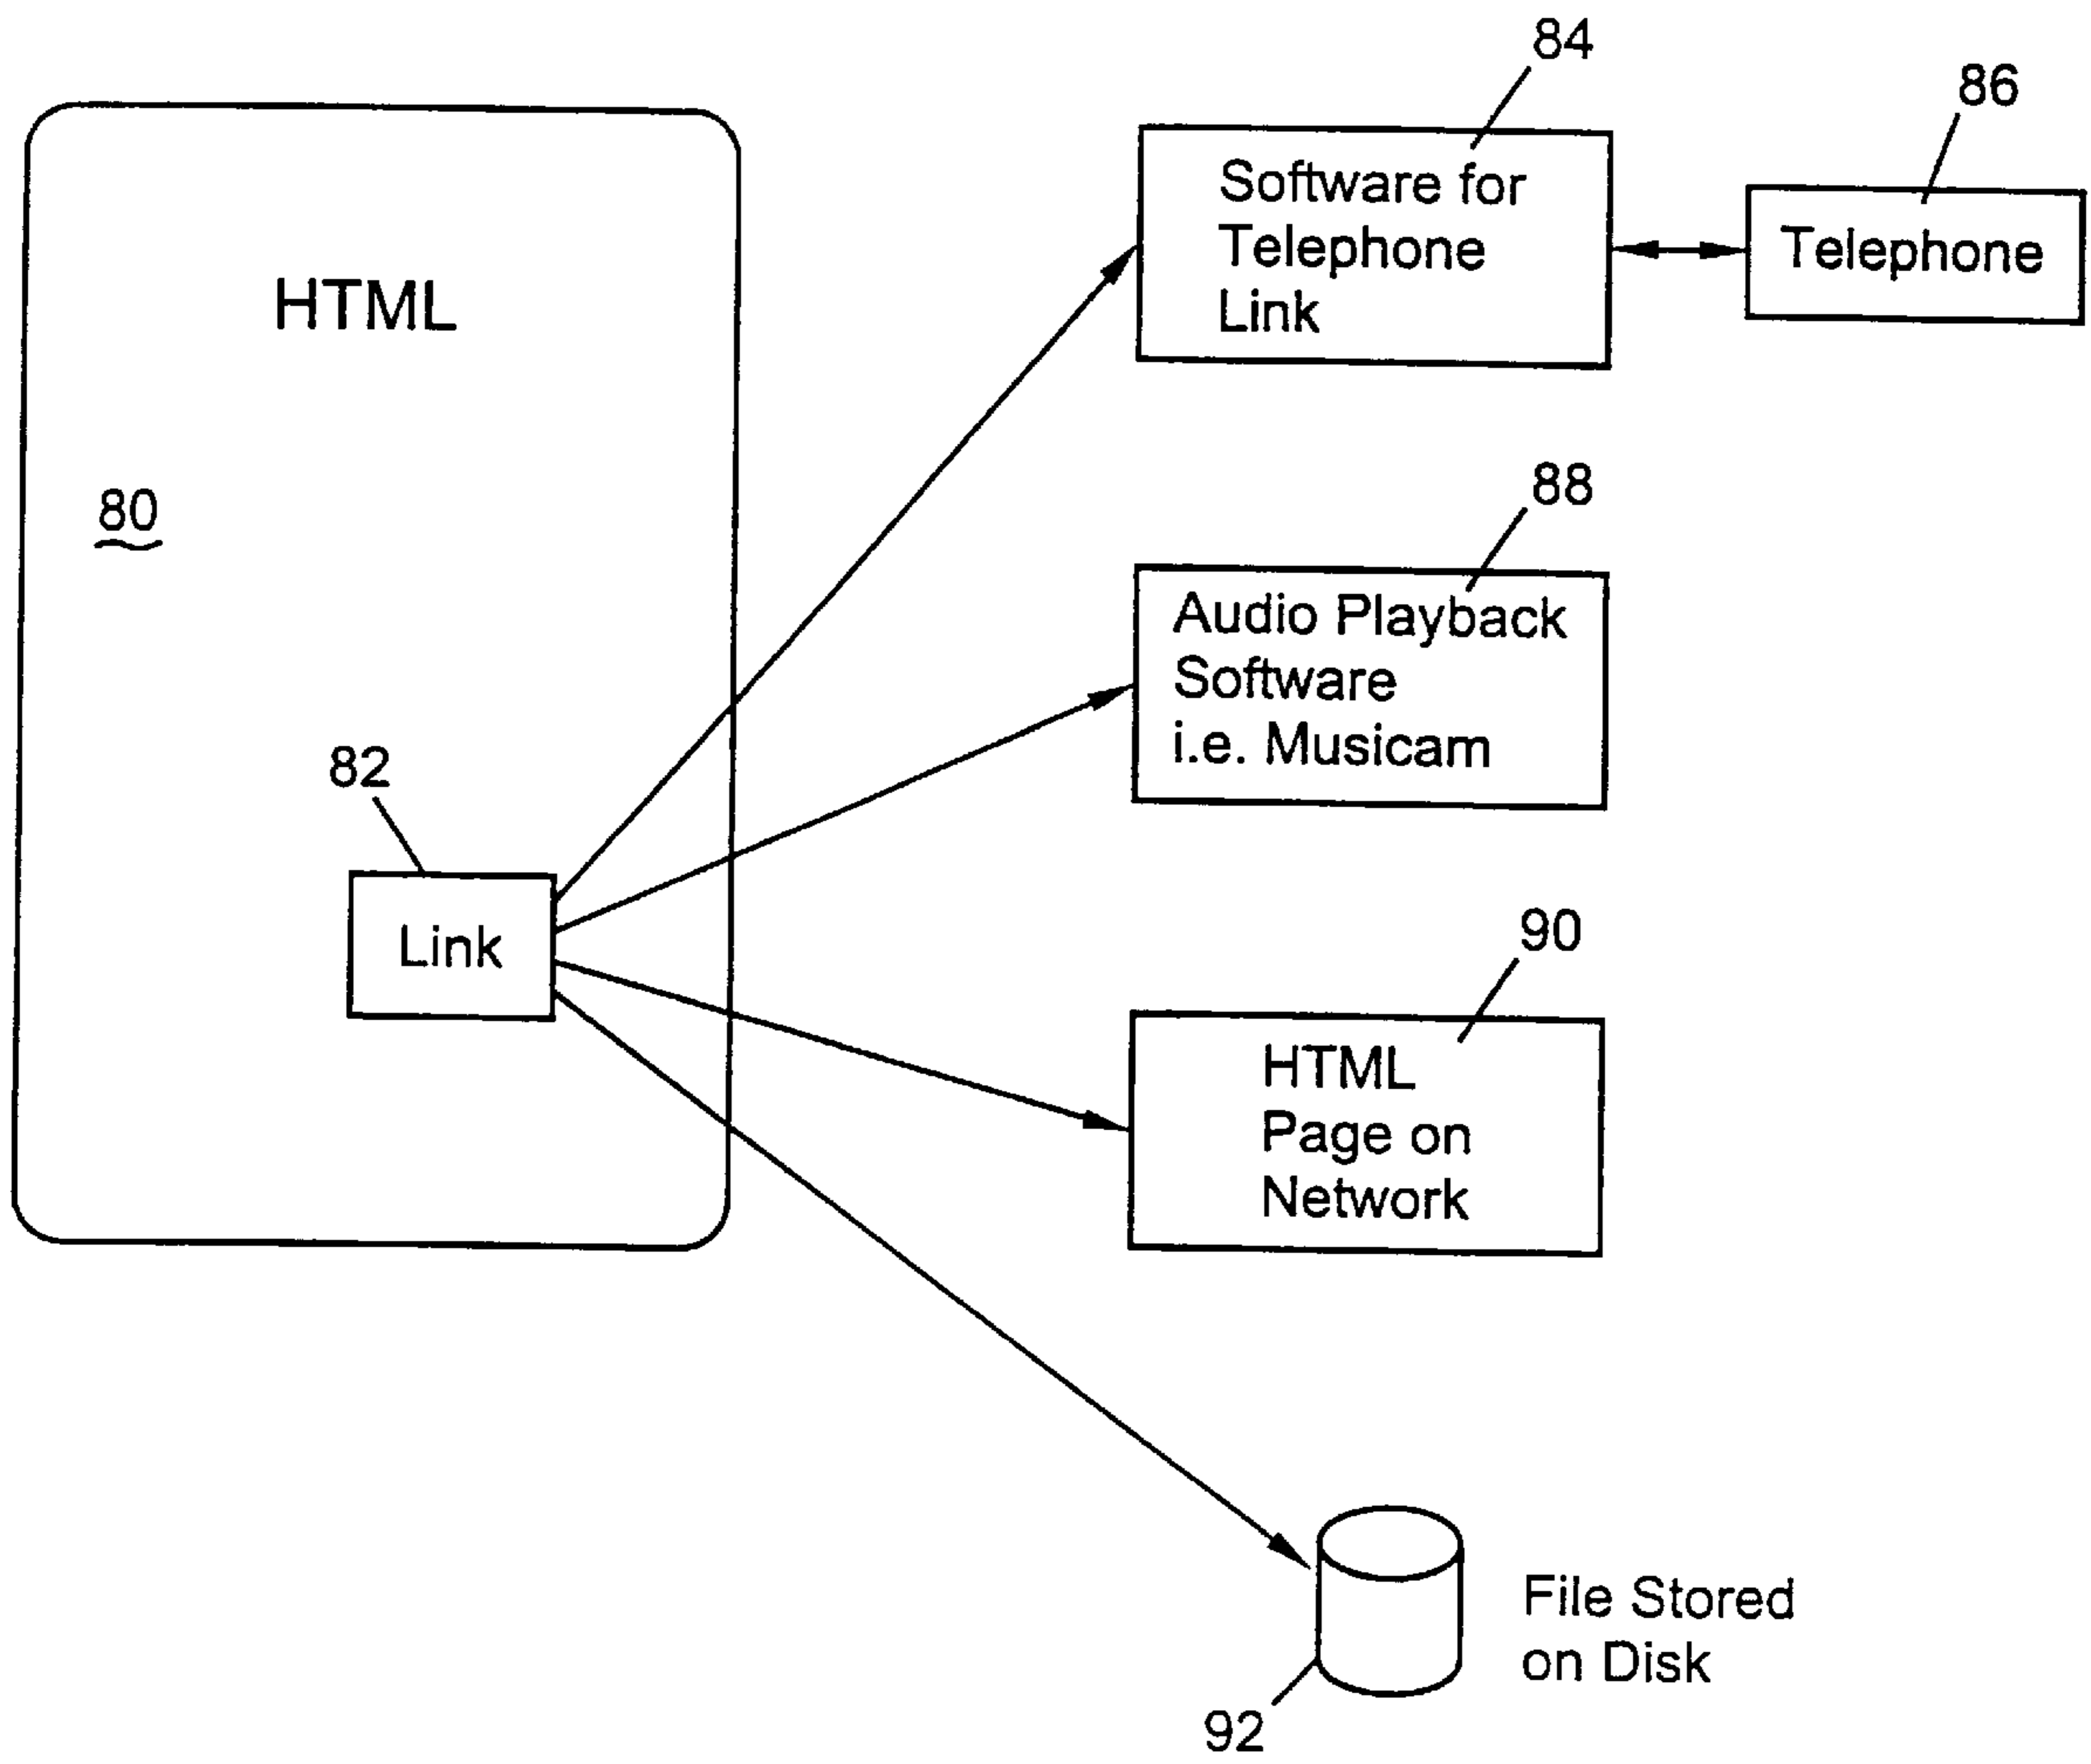 84
86
Software for
Telephone
Link
Telephone
HTML
80
88
Audio Playback
Software
i.e. Musicam
82
Link
90
HTML
Page on
Network
File Stored
on Disk
92